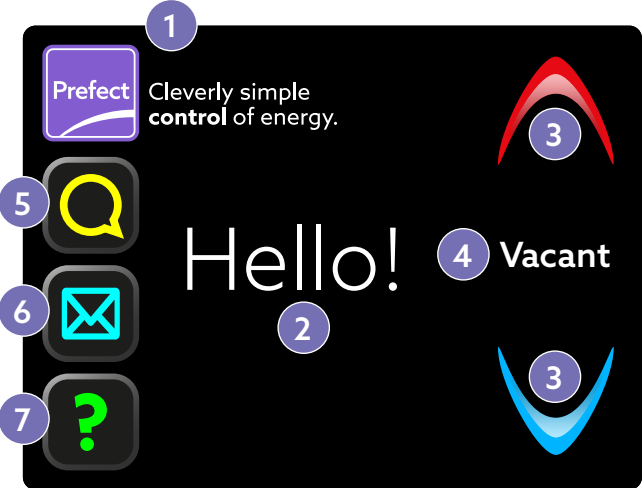 1
Prefect
Cleverly simple
control of energy.
3
5
Hello!
4
Vacant
6
2
3
7
?